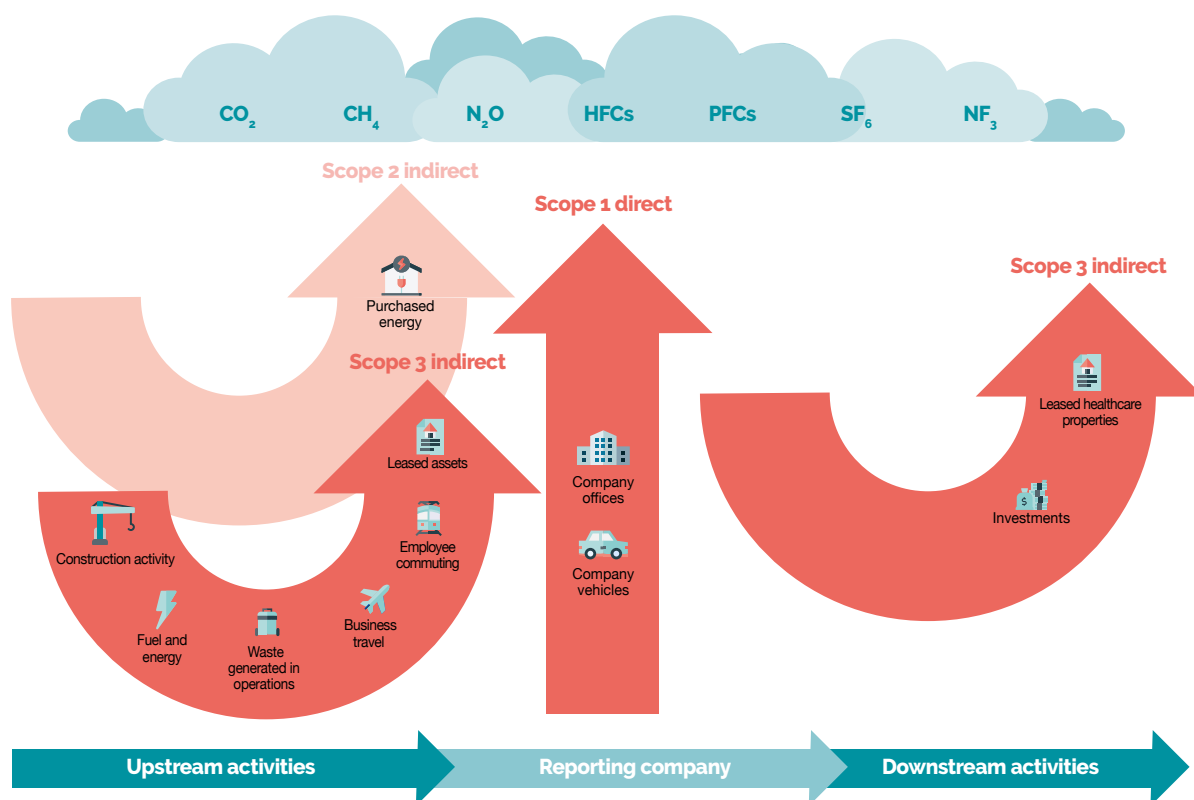 CO₂ CH₄ N₂O HFCs PFCs SF₆ NF₃
Scope 2 indirect
Purchased
energy
Scope 3 indirect
Leased assets
Employee
commuting
Business
travel
Waste
generated in
operations
Fuel and
energy
Construction activity
Scope 1 direct
Company
offices
Company
vehicles
Scope 3 indirect
Leased healthcare
properties
$
Investments
Upstream activities
Reporting company
Downstream activities